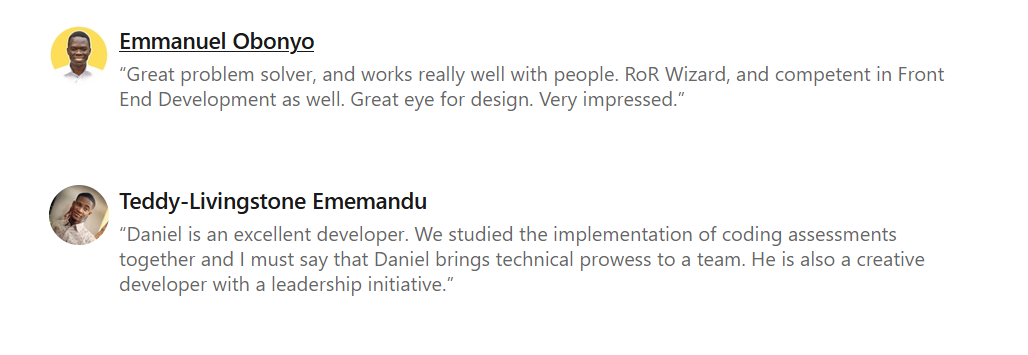 Emmanuel Obonyo
“Great problem solver, and works really well with people. RoR Wizard, and competent in Front
End Development as well. Great eye for design. Very impressed.”
Teddy-Livingstone Ememandu
“Daniel is an excellent developer. We studied the implementation of coding assessments
together and I must say that Daniel brings technical prowess to a team. He is also a creative
developer with a leadership initiative.”